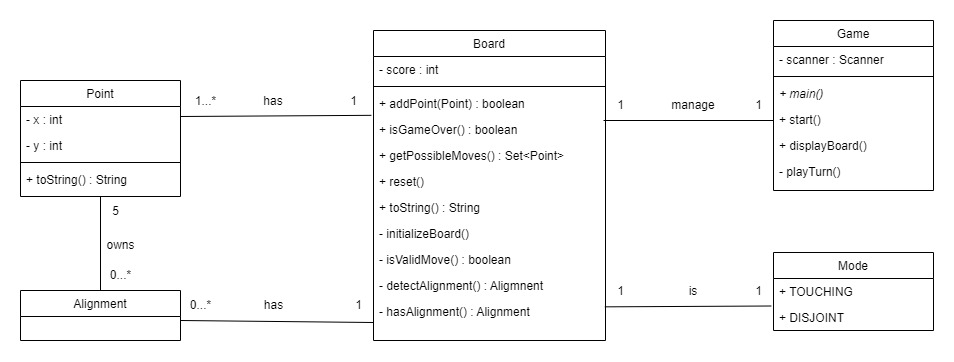 Point
- x : int
- y : int
+ toString() : String
1...*
has
1
5
owns
0...*
Alignment
0...*
has
1
Board
- score : int
+ addPoint(Point) : boolean
+ isGameOver() : boolean
+ getPossibleMoves() : Set<Point>
+ reset()
+ toString() : String
- initializeBoard()
- isValidMove() : boolean
- detectAlignment() : Aligmnent
- hasAlignment() : Alignment
1
manage
1
Game
- scanner : Scanner
+ main()
+ start()
+ displayBoard()
- playTurn()
1
is
1
Mode
+ TOUCHING
+ DISJOINT